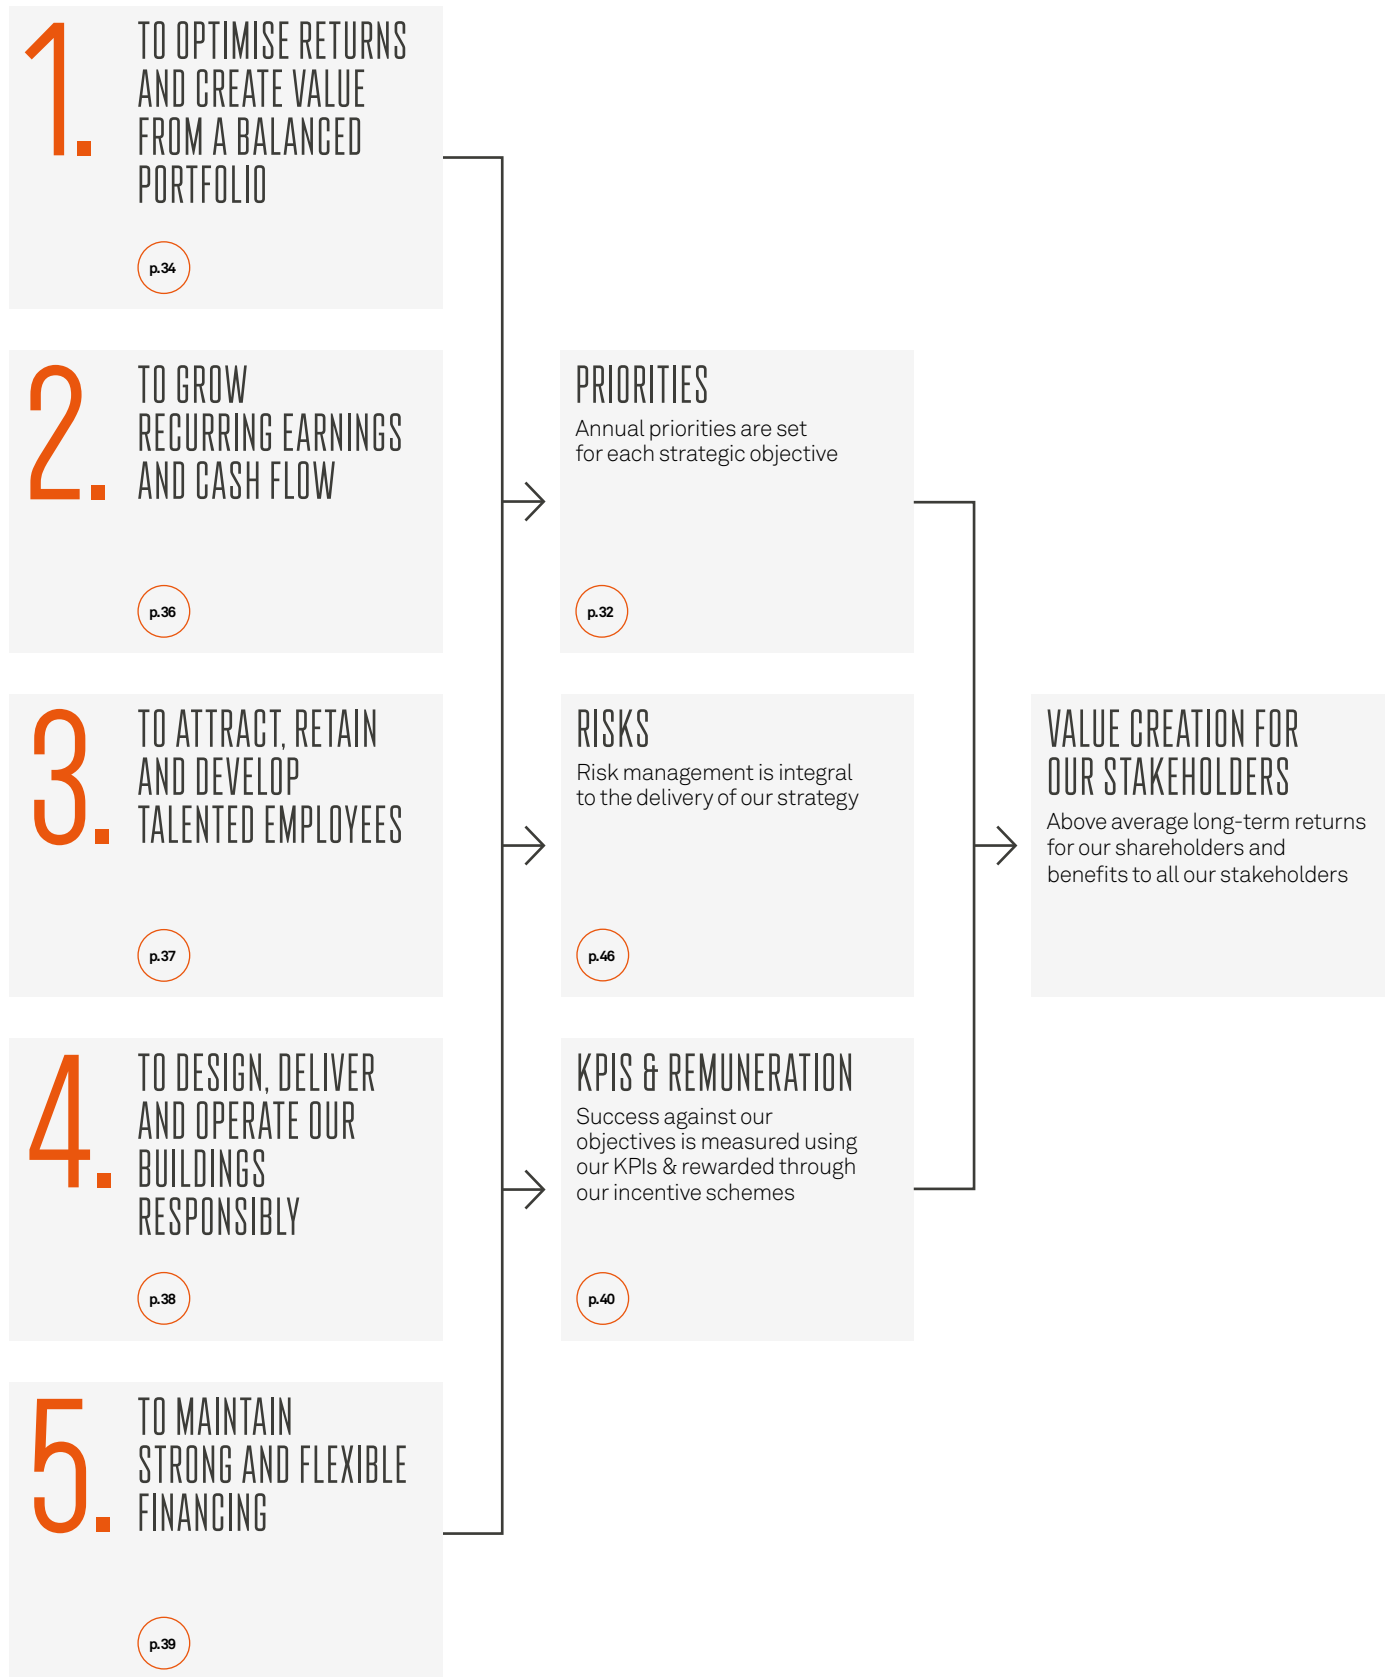 1.
TO OPTIMISE RETURNS
AND CREATE VALUE
FROM A BALANCED
PORTFOLIO
p.34
2.
TO GROW
RECURRING EARNINGS
AND CASH FLOW
p.36
3.
TO ATTRACT, RETAIN
AND DEVELOP
TALENTED EMPLOYEES
p.37
4.
TO DESIGN, DELIVER
AND OPERATE OUR
BUILDINGS
RESPONSIBLY
p.38
5.
TO MAINTAIN
STRONG AND FLEXIBLE
FINANCING
p.39
PRIORITIES
Annual priorities are set
for each strategic objective
p.32
RISKS
Risk management is integral
to the delivery of our strategy
p.46
KPIS & REMUNERATION
Success against our
objectives is measured using
our KPIs & rewarded through
our incentive schemes
p.40
VALUE CREATION FOR
OUR STAKEHOLDERS
Above average long-term returns
for our shareholders and
benefits to all our stakeholders